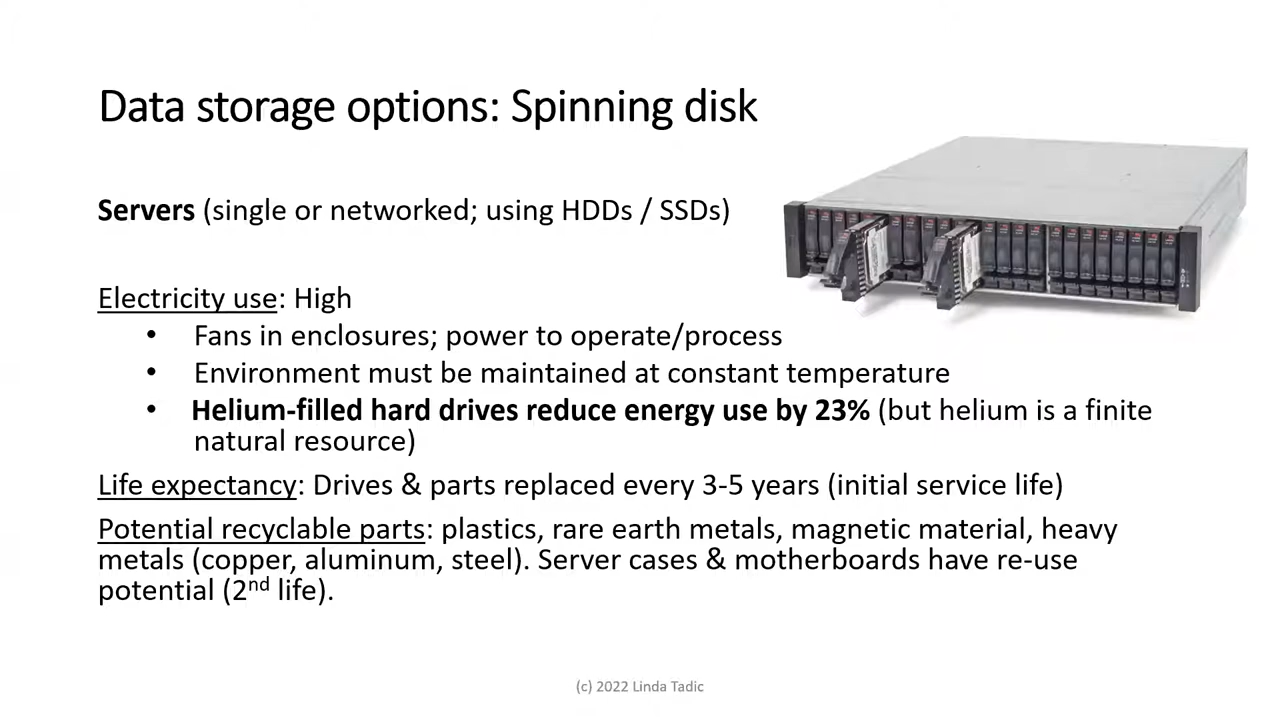 Data storage options: Spinning disk
Servers (single or networked; using HDDs / SSDs)
Electricity use: High
• Fans in enclosures; power to operate/process
• Environment must be maintained at constant temperature
• Helium-filled hard drives reduce energy use by 23% (but helium is a finite
natural resource)
Life expectancy: Drives & parts replaced every 3-5 years (initial service life)
Potential recyclable parts: plastics, rare earth metals, magnetic material, heavy
metals (copper, aluminum, steel). Server cases & motherboards have re-use
potential (2nd life).
(c) 2022 Linda Tadic